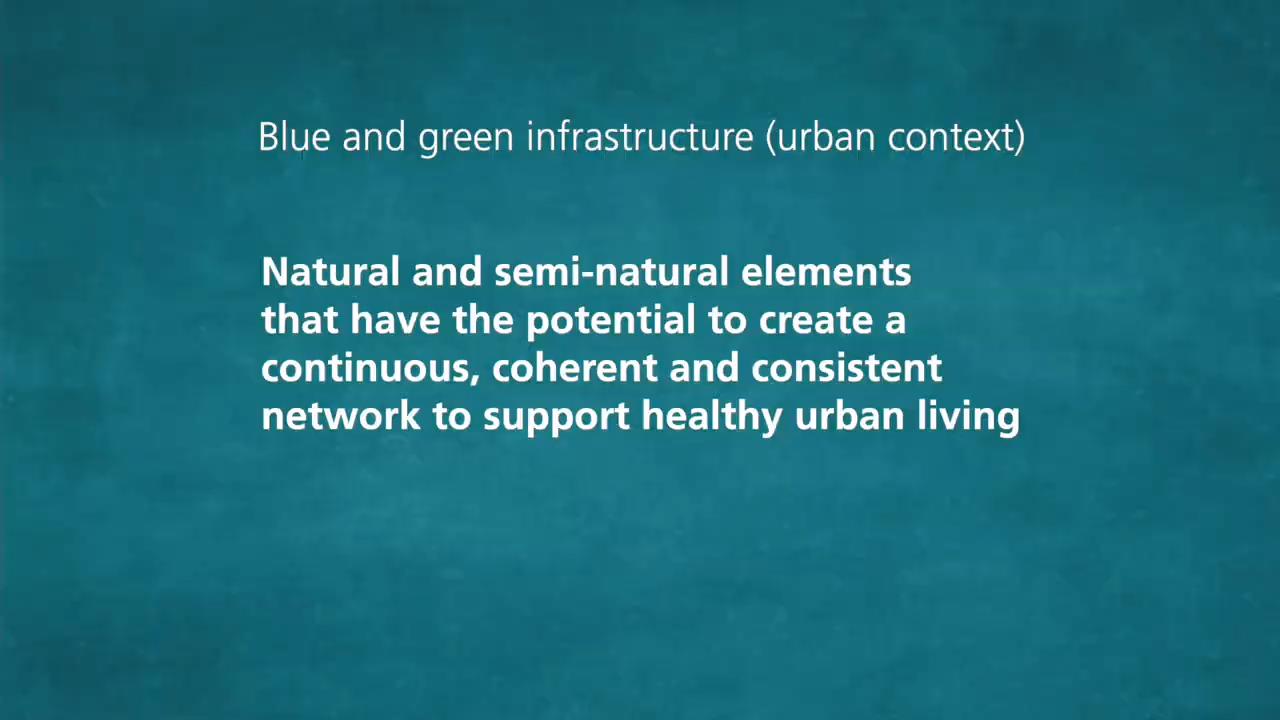 Blue and green infrastructure (urban context)
Natural and semi-natural elements
that have the potential to create a
continuous, coherent and consistent
network to support healthy urban living